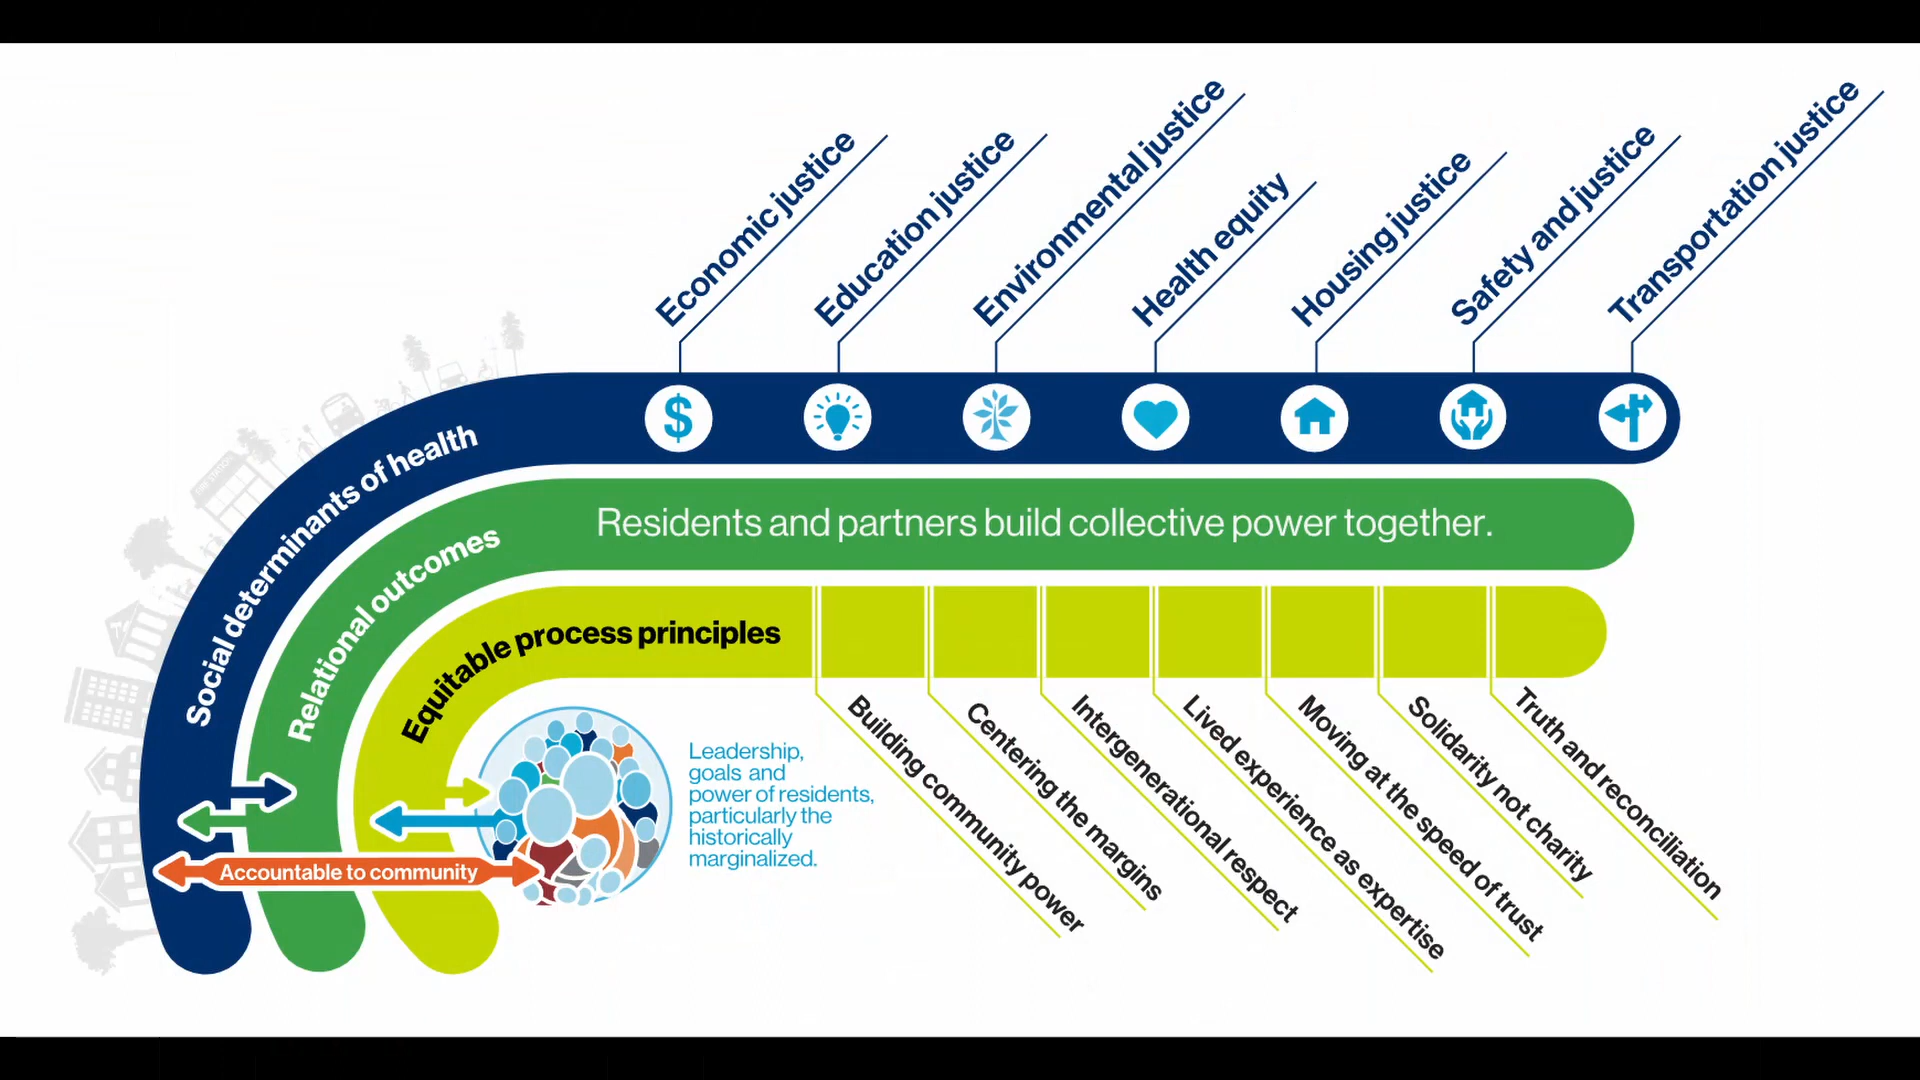 Economic justice
Education justice
Environmental justice
Health equity
Housing justice
Safety and justice
Transportation justice
Social determinants of health
$
Relational outcomes
Residents and partners build collective power together.
Equitable process principles
Building community power
Centering the margins
Intergenerational respect
Lived experience as expertise
Moving at the speed of trust
Solidarity not charity
Truth and reconciliation
Leadership,
goals and
power of residents,
particularly the
historically
marginalized.
Accountable to community